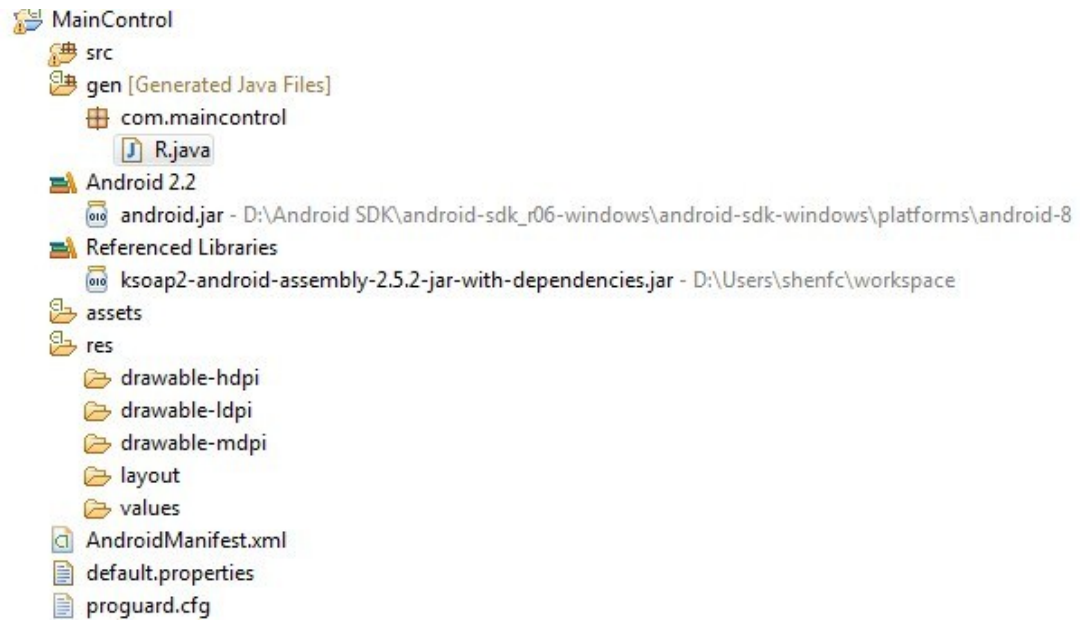 MainControl
src
gen [Generated Java Files]
com.maincontrol
R.java
Android 2.2
android.jar - D:\Android SDK\android-sdk_r06-windows\android-sdk-windows\platforms\android-8
Referenced Libraries
ksoap2-android-assembly-2.5.2-jar-with-dependencies.jar - D:\Users\shenfc\workspace
assets
res
drawable-hdpi
drawable-ldpi
drawable-mdpi
layout
values
AndroidManifest.xml
default.properties
proguard.cfg